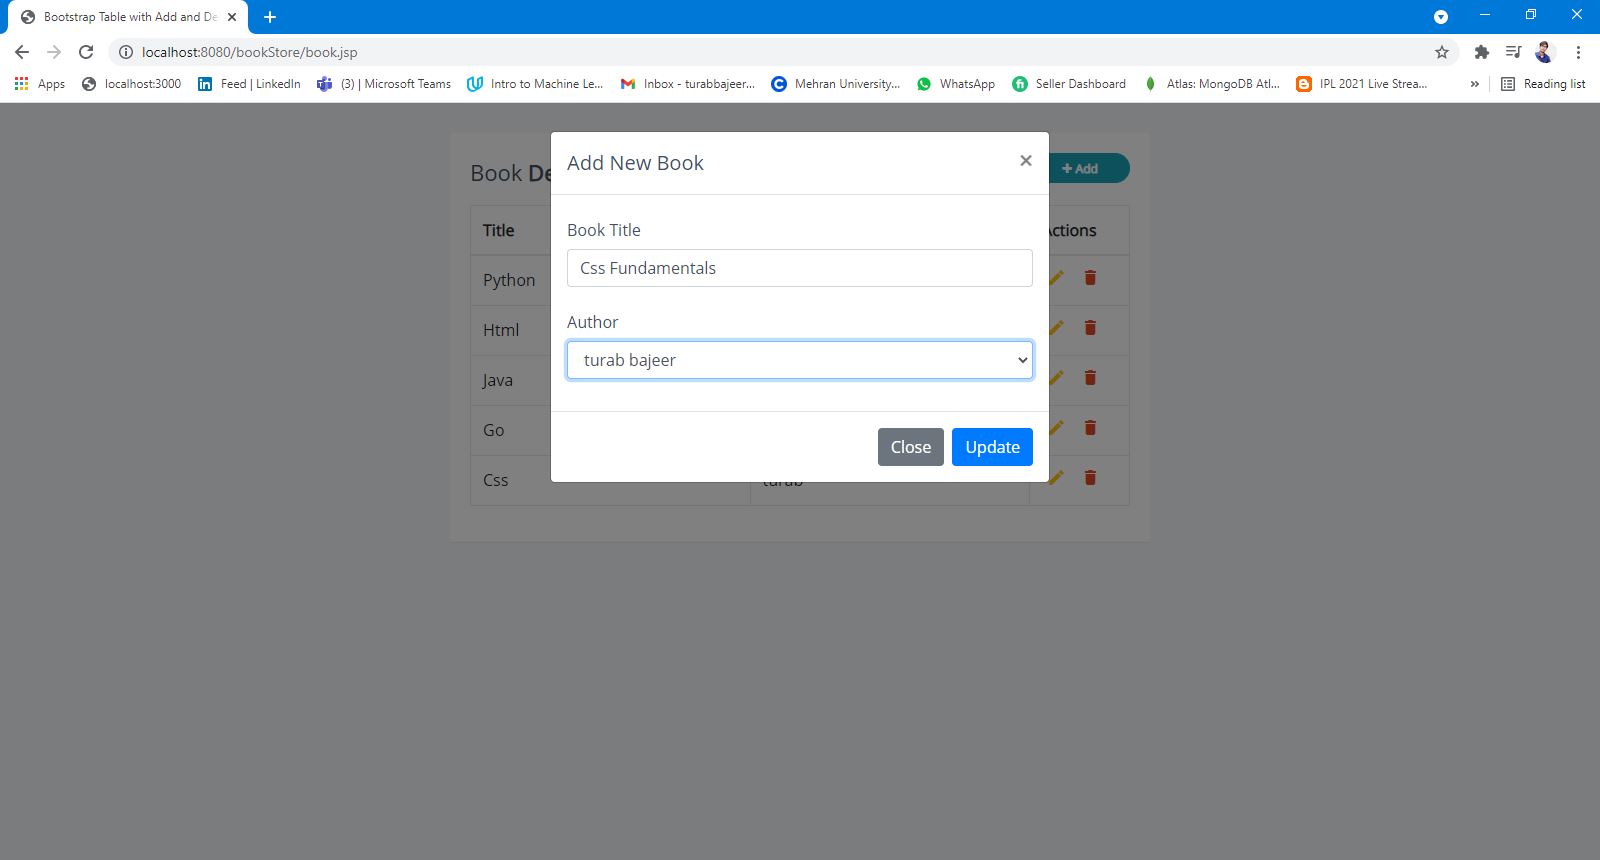 Bootstrap Table with Add and De
localhost:8080/bookStore/book.jsp
Apps localhost:3000 Feed | LinkedIn (3) | Microsoft Teams Intro to Machine Le... Inbox - turabbajeer... Mehran University... WhatsApp Seller Dashboard Atlas: MongoDB Atl... IPL 2021 Live Strea... » Reading list
Add New Book ×
Book De
+ Add
Book Title
Css Fundamentals
Author
turab bajeer
Close Update
Title Actions
Python
Html
Java
Go
Css turab